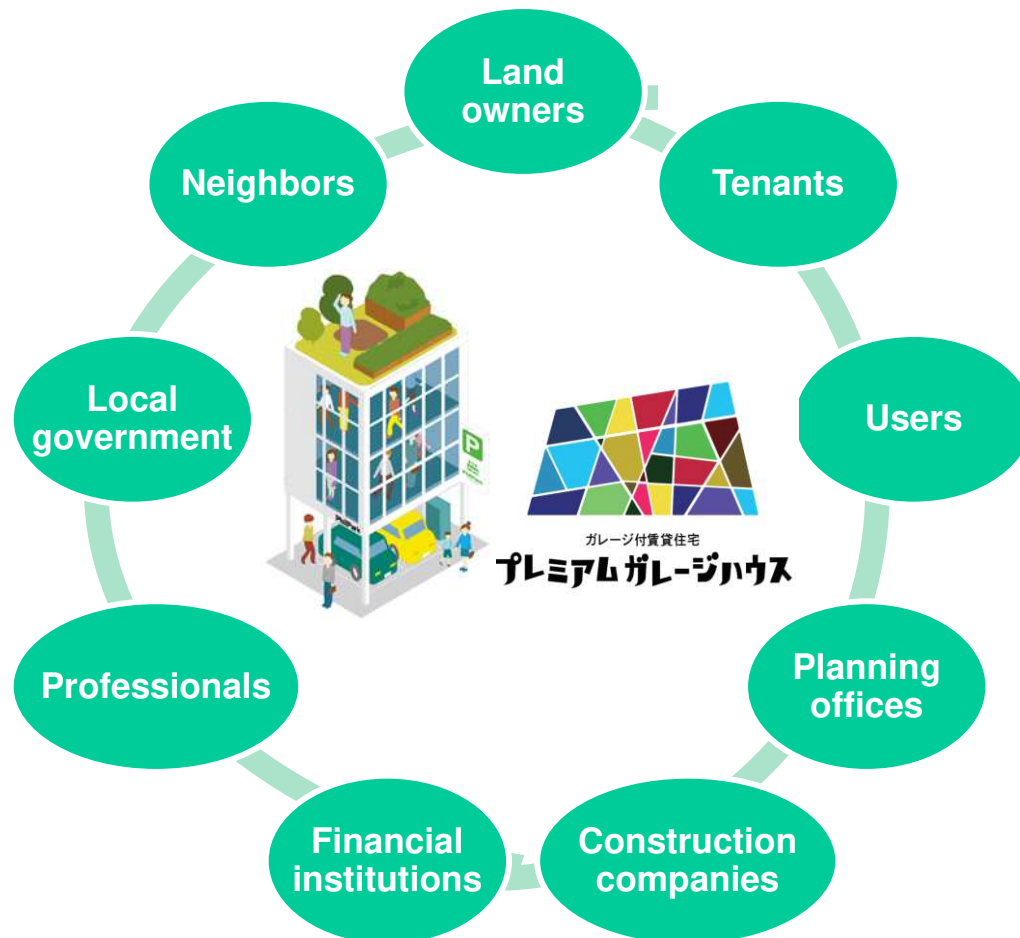 Land
owners
Tenants
Users
Planning
offices
Construction
companies
Financial
institutions
Professionals
Local
government
Neighbors
P
ガレージ付賃貸住宅
プレミアムガレージハウス